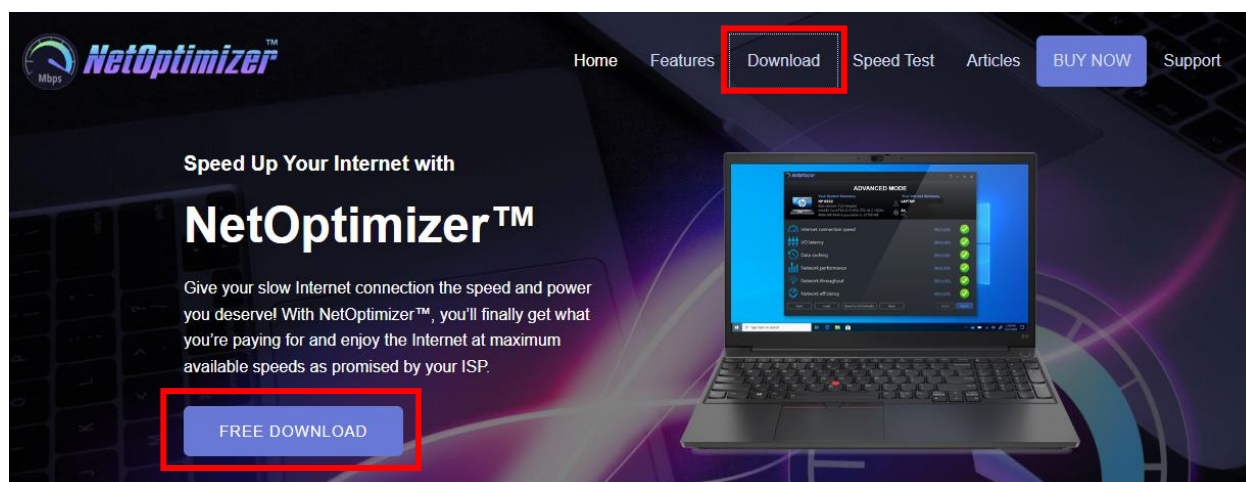 Mbps NetOptimizer™
Home Features Download Speed Test Articles BUY NOW Support
Speed Up Your Internet with
NetOptimizer™
Give your slow Internet connection the speed and power
you deserve! With NetOptimizer™, you'll finally get what
you're paying for and enjoy the Internet at maximum
available speeds as promised by your ISP.
FREE DOWNLOAD
ADVANCED MODE
Internet connection speed
I/O latency
Data caching
Network performance
Network throughput
Network efficiency